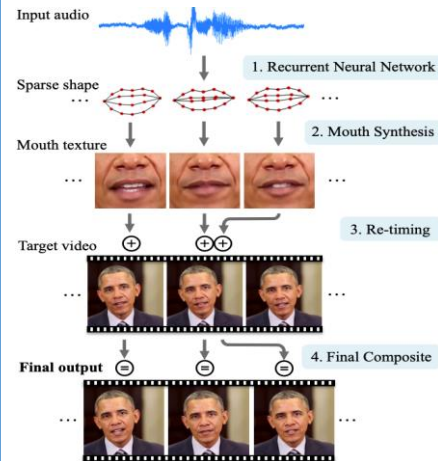 Input audio
1. Recurrent Neural Network
Sparse shape
... ...
2. Mouth Synthesis
Mouth texture
... ...
3. Re-timing
Target video
+ + +
... ...
4. Final Composite
Final output
= = =
... ...